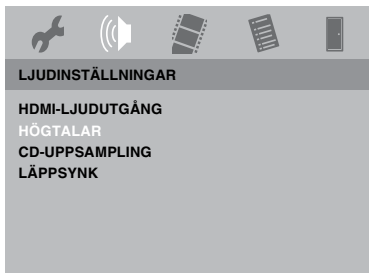 LJUDINSTÄLLNINGAR
HDMI-LJUDUTGÅNG
HÖGTALAR
CD-UPPSAMPLING
LÄPPSYNK